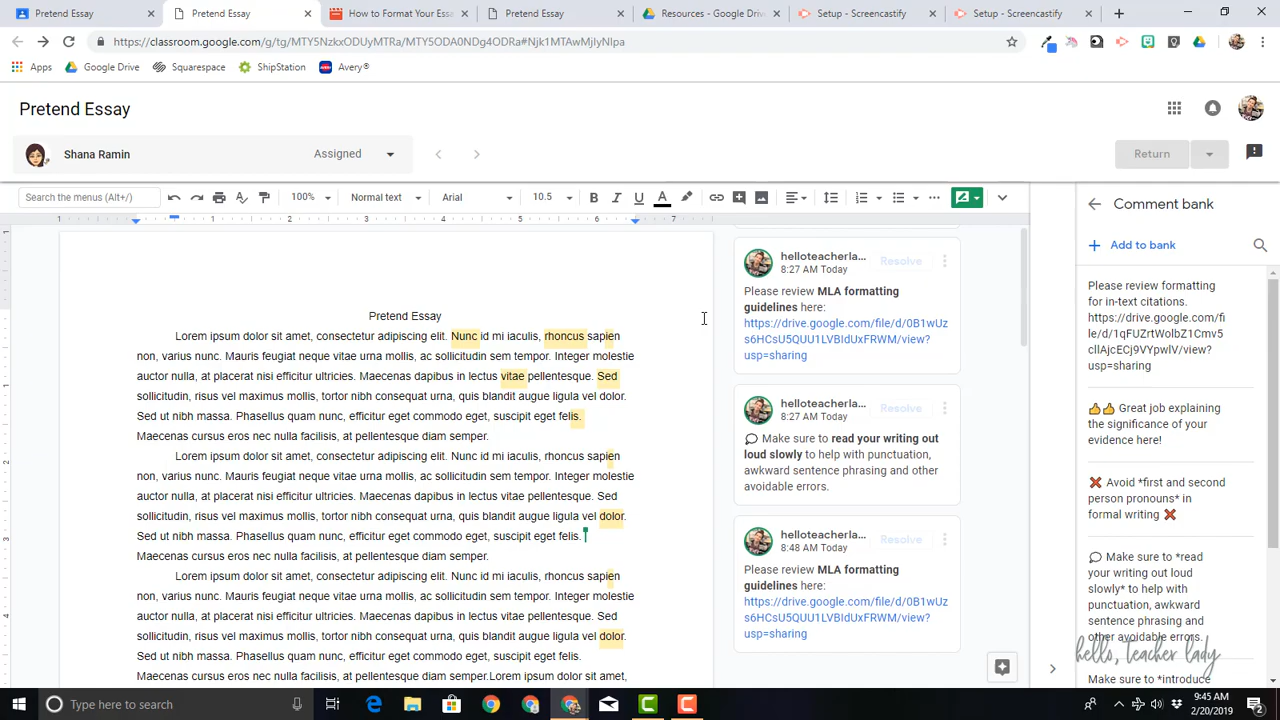 Pretend Essay
Pretend Essay
How to Format Your Ess
Pretend Essay
Resources - Google Driv
Setup - Screencastify
Setup - Screencastify
https://classroom.google.com/g/tg/MTY5NzkxODUyMTRa/MTY5ODA0NDg4ODRa#Njk1MTAwMjIyNlpa
Apps
Google Drive
Squarespace
ShipStation
Avery®
Pretend Essay
Shana Ramin
Assigned
Return
Search the menus (Alt+/)
100%
Normal text
Arial
10.5
Pretend Essay
Lorem ipsum dolor sit amet, consectetur adipiscing elit. Nunc id mi iaculis, rhoncus sapien
non, varius nunc. Mauris feugiat neque vitae urna mollis, ac sollicitudin sem tempor. Integer molestie
auctor nulla, at placerat nisi efficitur ultricies. Maecenas dapibus in lectus vitae pellentesque. Sed
sollicitudin, risus vel maximus mollis, tortor nibh consequat urna, quis blandit augue ligula vel dolor.
Sed ut nibh massa. Phasellus quam nunc, efficitur eget commodo eget, suscipit eget felis.
Maecenas cursus eros nec nulla facilisis, at pellentesque diam semper.
Lorem ipsum dolor sit amet, consectetur adipiscing elit. Nunc id mi iaculis, rhoncus sapien
non, varius nunc. Mauris feugiat neque vitae urna mollis, ac sollicitudin sem tempor. Integer molestie
auctor nulla, at placerat nisi efficitur ultricies. Maecenas dapibus in lectus vitae pellentesque. Sed
sollicitudin, risus vel maximus mollis, tortor nibh consequat urna, quis blandit augue ligula vel dolor.
Sed ut nibh massa. Phasellus quam nunc, efficitur eget commodo eget, suscipit eget felis.
Maecenas cursus eros nec nulla facilisis, at pellentesque diam semper.
Lorem ipsum dolor sit amet, consectetur adipiscing elit. Nunc id mi iaculis, rhoncus sapien
non, varius nunc. Mauris feugiat neque vitae urna mollis, ac sollicitudin sem tempor. Integer molestie
auctor nulla, at placerat nisi efficitur ultricies. Maecenas dapibus in lectus vitae pellentesque. Sed
sollicitudin, risus vel maximus mollis, tortor nibh consequat urna, quis blandit augue ligula vel dolor.
Sed ut nibh massa. Phasellus quam nunc, efficitur eget commodo eget, suscipit eget felis.
Maecenas cursus eros nec nulla facilisis, at pellentesque diam semper.Lorem ipsum dolor sit amet,
helloteacherla...
Resolve
8:27 AM Today
Please review MLA formatting
guidelines here:
https://drive.google.com/file/d/0B1wUz
s6HCsU5QUU1LVBIdUxFRWM/view?
usp=sharing
helloteacherla...
Resolve
8:27 AM Today
💬 Make sure to read your writing out
loud slowly to help with punctuation,
awkward sentence phrasing and other
avoidable errors.
helloteacherla...
Resolve
8:48 AM Today
Please review MLA formatting
guidelines here:
https://drive.google.com/file/d/0B1wUz
s6HCsU5QUU1LVBIdUxFRWM/view?
usp=sharing
Comment bank
Add to bank
Please review formatting
for in-text citations.
https://drive.google.com/fi
le/d/1qFUZrtWolbZ1Cmv5
cllAjcECj9VYpwlV/view?
usp=sharing
👍👍 Great job explaining
the significance of your
evidence here!
❌ Avoid *first and second
person pronouns* in
formal writing ❌
💬 Make sure to *read
your writing out loud
slowly* to help with
punctuation, awkward
sentence phrasing and
other avoidable errors.
hello, teacher lady
Make sure *introduce
Type here to search
9:45 AM
2/20/2019